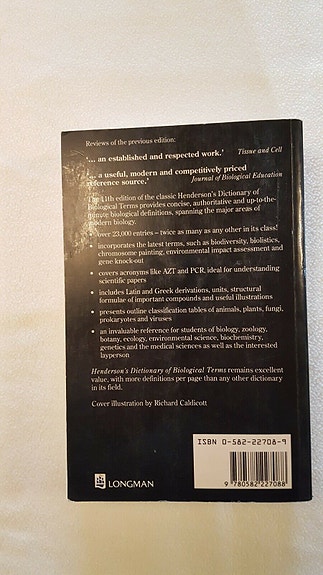 Reviews of the previous edition:
'... an established and respected work.' Tissue and Cell
'... a useful, modern and competitively priced
reference source.' Journal of Biological Education
The 11th edition of the classic Henderson's Dictionary of
Biological Terms provides concise, authoritative and up-to-the-
minute biological definitions, spanning the major areas of
modern biology.
• over 23,000 entries – twice as many as any other in its class!
• incorporates the latest terms, such as biodiversity, biolistics,
chromosome painting, environmental impact assessment and
gene knock-out
• covers acronyms like AZT and PCR, ideal for understanding
scientific papers
• includes Latin and Greek derivations, units, structural
formulae of important compounds and useful illustrations
• presents outline classification tables of animals, plants, fungi,
prokaryotes and viruses
• an invaluable reference for students of biology, zoology,
botany, ecology, environmental science, biochemistry,
genetics and the medical sciences as well as the interested
layperson
Henderson's Dictionary of Biological Terms remains excellent
value, with more definitions per page than any other dictionary
in its field.
Cover illustration by Richard Caldicott
ISBN 0-582-22708-9
9 780582 227088
LONGMAN